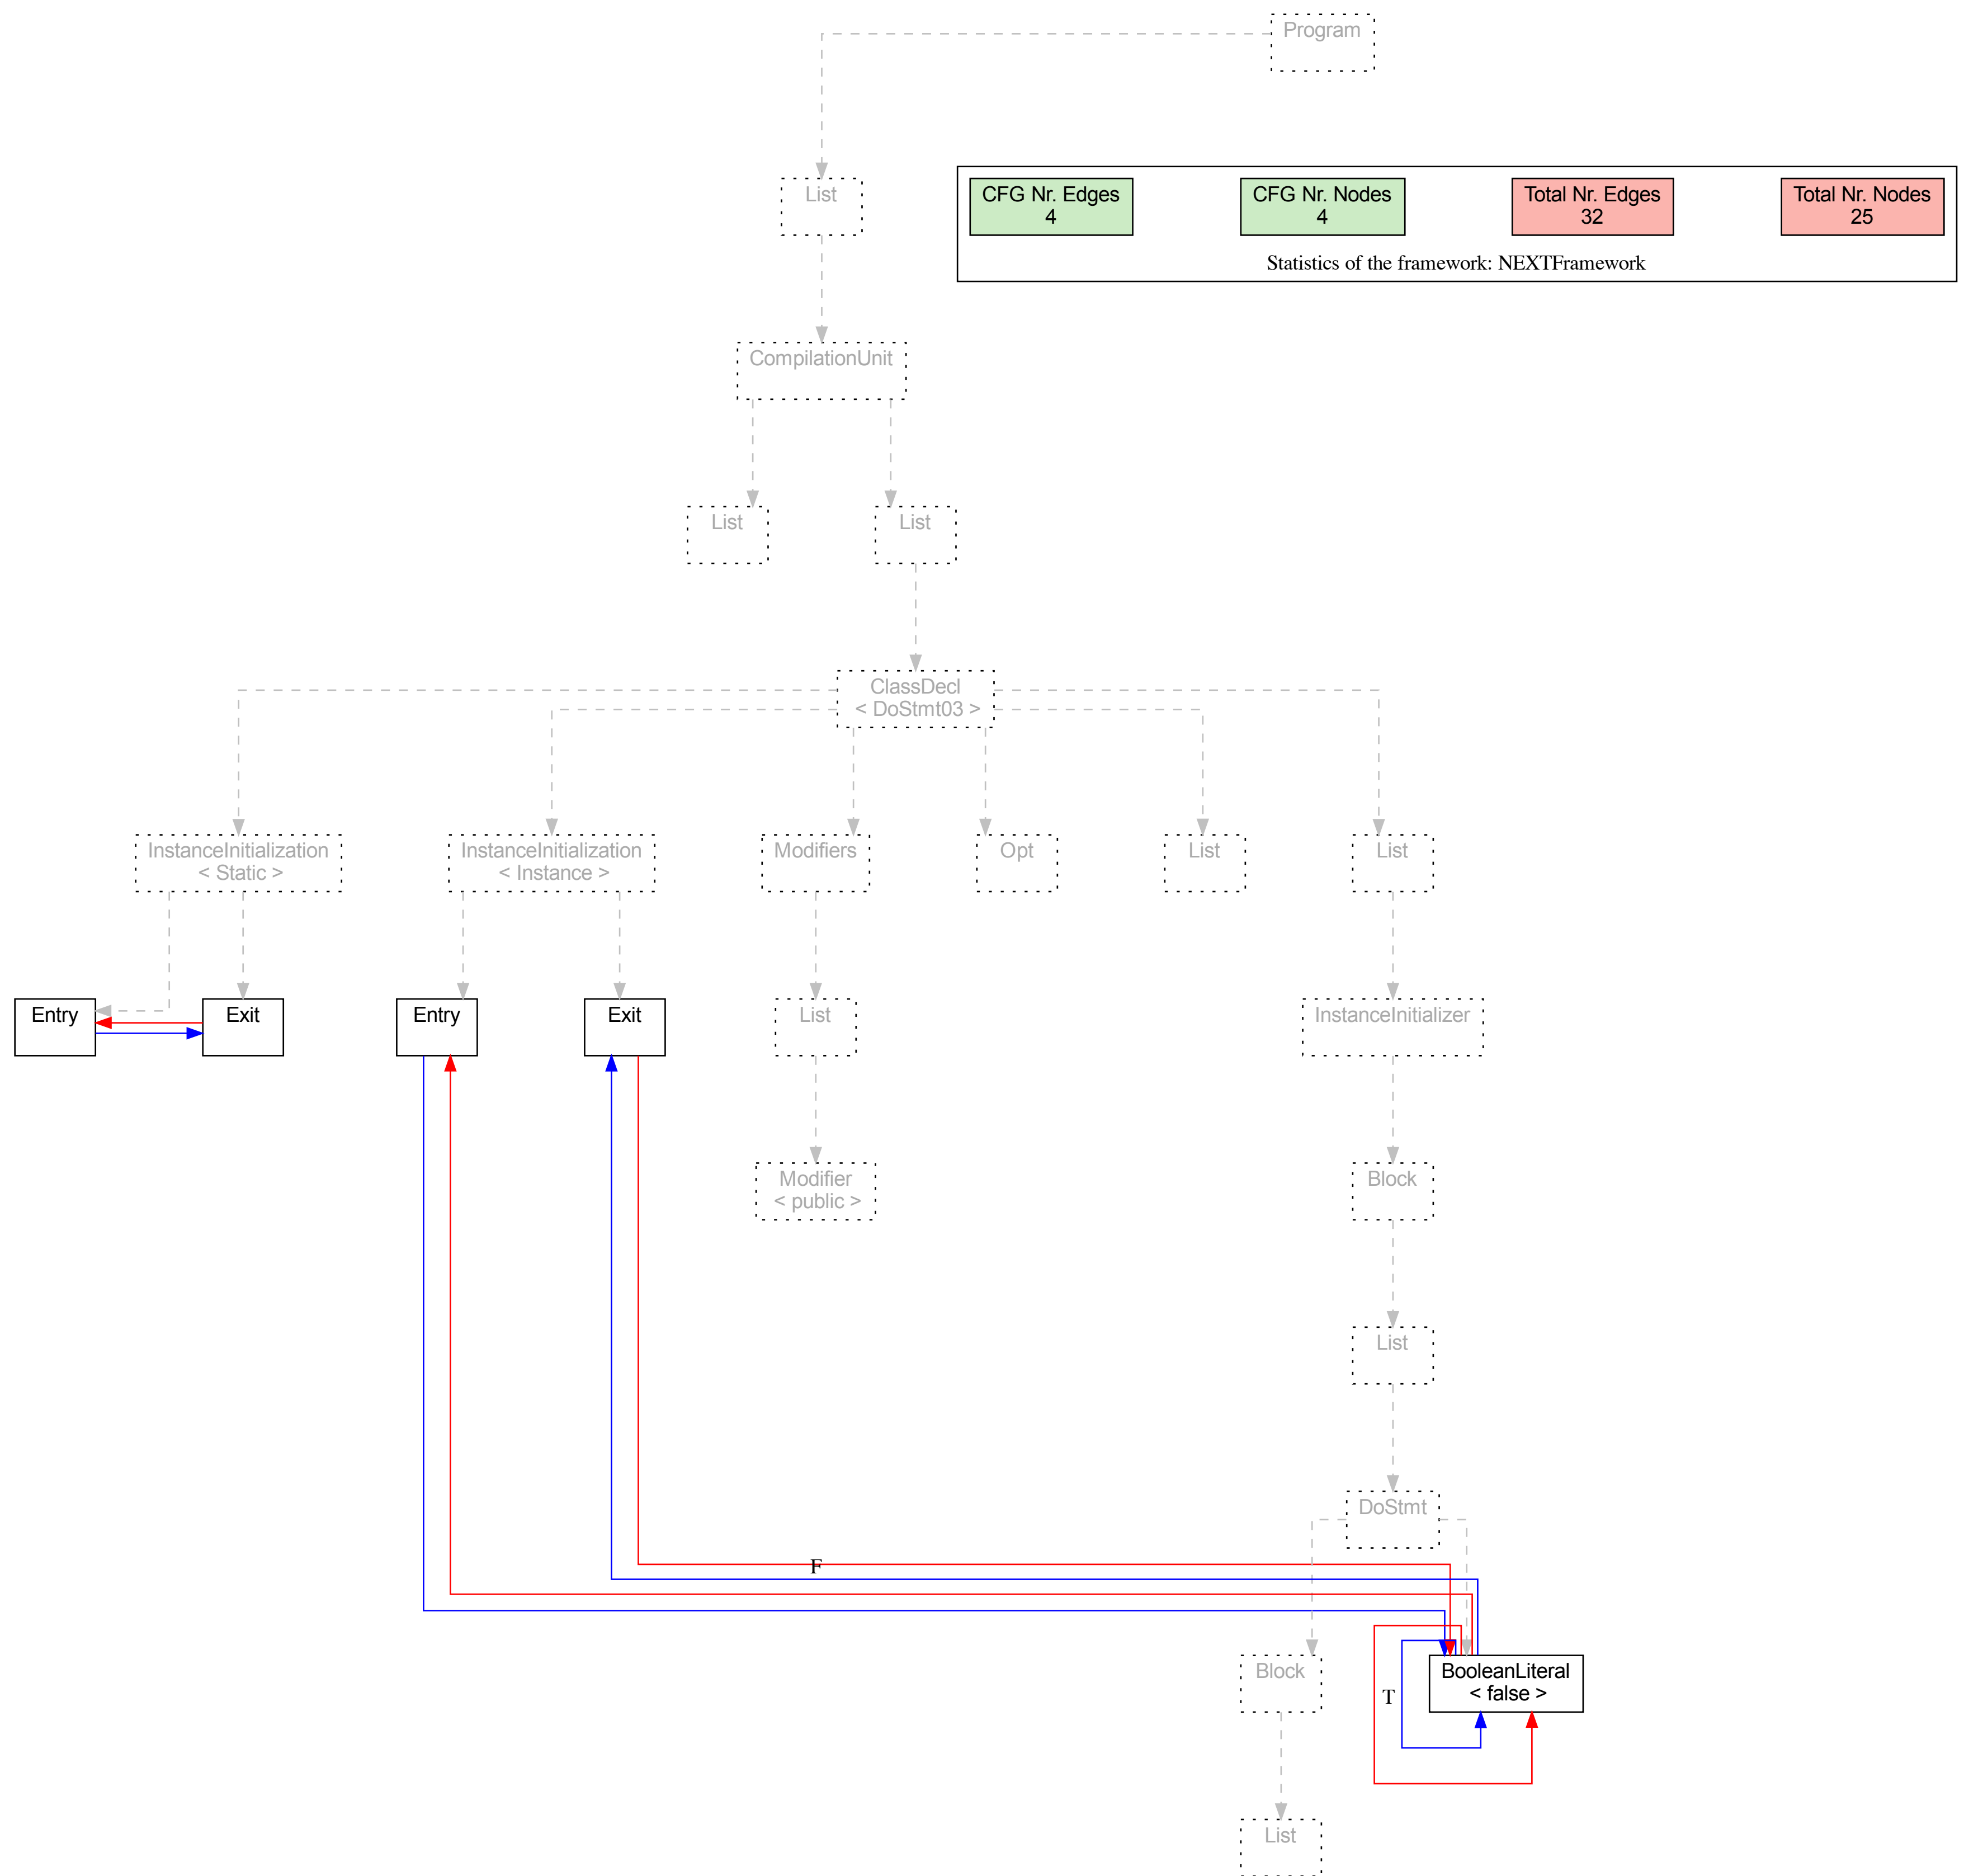 Program
List
CFG Nr. Edges
4
CFG Nr. Nodes
4
Total Nr. Edges
32
Total Nr. Nodes
25
Statistics of the framework: NEXTFramework
CompilationUnit
List
List
ClassDecl
< DoStmt03 >
InstanceInitialization
< Static >
InstanceInitialization
< Instance >
Modifiers
Opt
List
List
Entry
Exit
Entry
Exit
List
InstanceInitializer
Modifier
< public >
Block
List
DoStmt
F
Block
T
BooleanLiteral
< false >
List